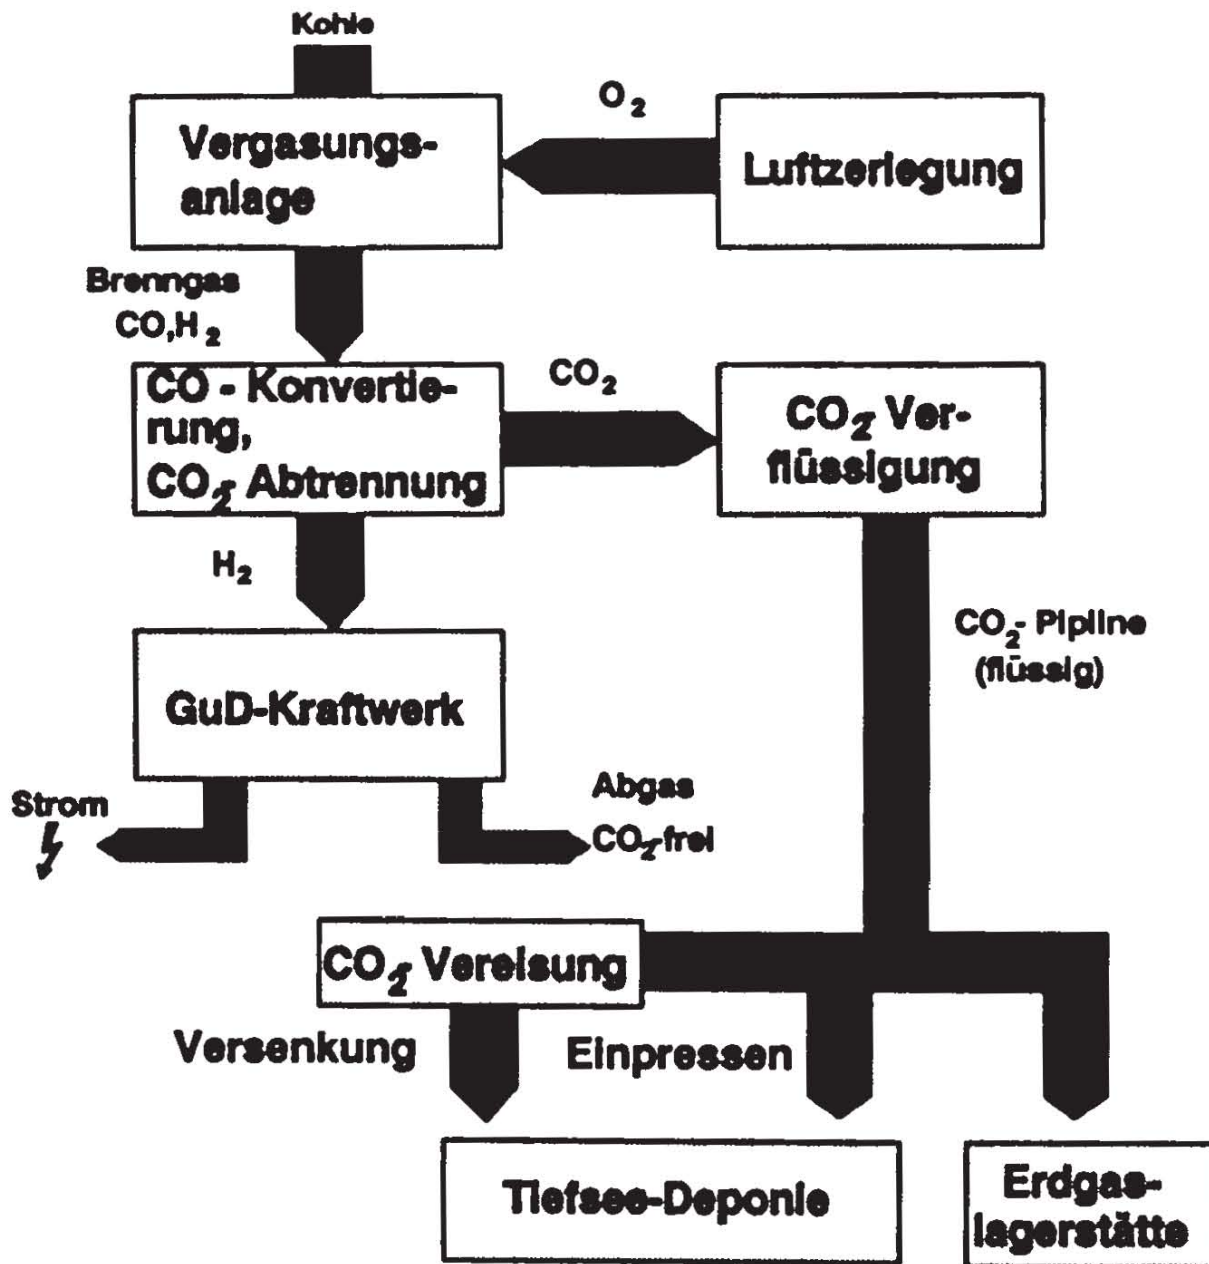 Kohle
O₂
Vergasungs-
anlage
Luftzerlegung
Brenngas
CO,H₂
CO - Konvertie-
rung,
CO₂- Abtrennung
CO₂
CO₂- Ver-
flüssigung
H₂
CO₂- Pipline
(flüssig)
GuD-Kraftwerk
Strom
Abgas
CO₂-frei
CO₂- Vereisung
Versenkung
Einpressen
Tiefsee-Deponie
Erdgas-
lagerstätte